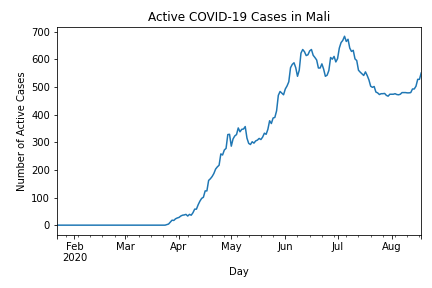 Active COVID-19 Cases in Mali
Number of Active Cases
700
600
500
400
300
200
100
0
Feb Mar Apr May Jun Jul Aug
2020
Day